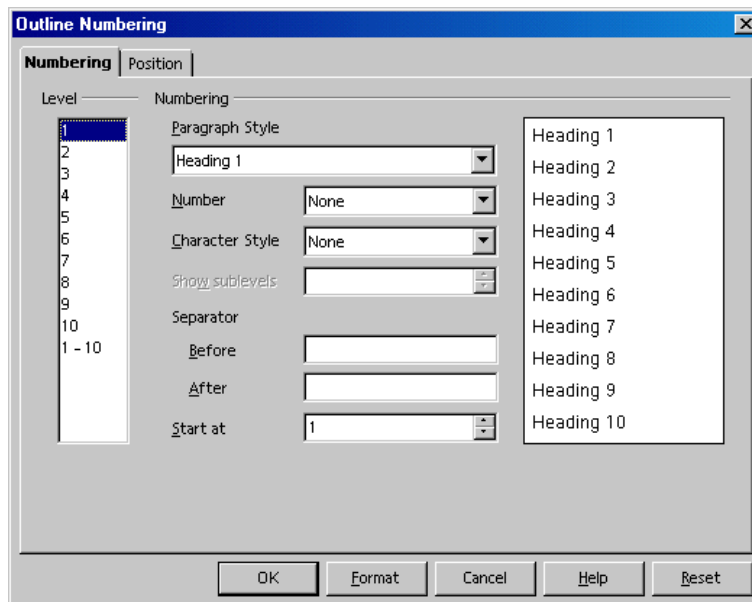 Outline Numbering
Numbering
Position
Level
1
2
3
4
5
6
7
8
9
10
1 - 10
Numbering
Paragraph Style
Heading 1
Number
None
Character Style
None
Show sublevels
Separator
Before
After
Start at
1
Heading 1
Heading 2
Heading 3
Heading 4
Heading 5
Heading 6
Heading 7
Heading 8
Heading 9
Heading 10
OK
Format
Cancel
Help
Reset